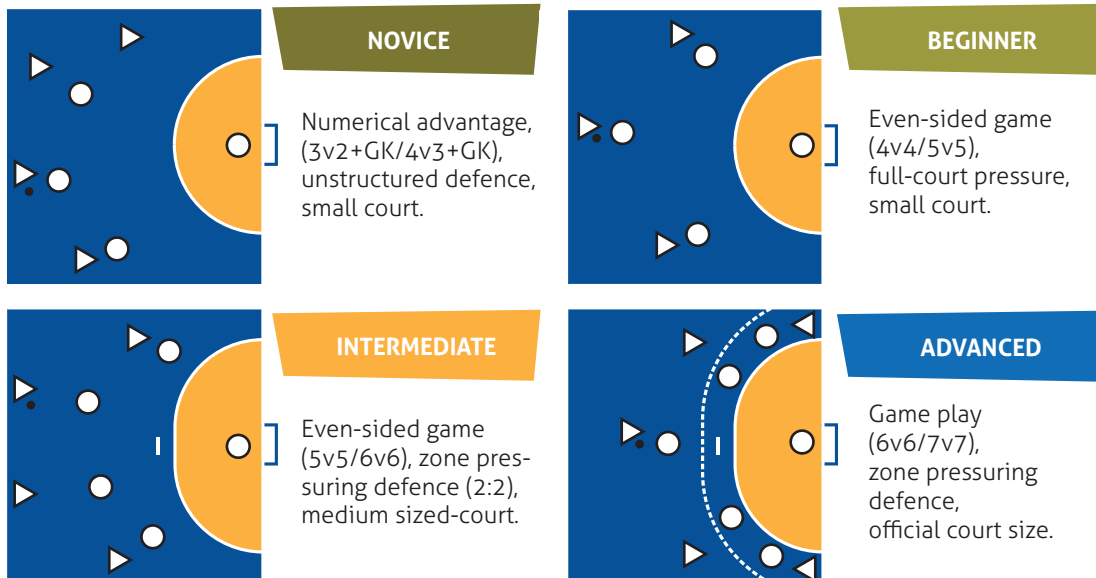 NOVICE
Numerical advantage,
(3v2+GK/4v3+GK),
unstructured defence,
small court.
BEGINNER
Even-sided game
(4v4/5v5),
full-court pressure,
small court.
INTERMEDIATE
Even-sided game
(5v5/6v6), zone pres-
suring defence (2:2),
medium sized-court.
ADVANCED
Game play
(6v6/7v7),
zone pressuring
defence,
official court size.